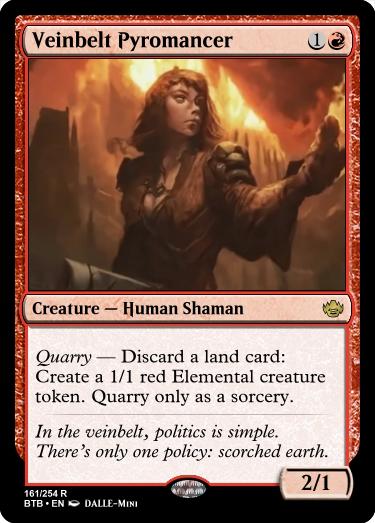 Veinbelt Pyromancer 1
Creature — Human Shaman
Quarry — Discard a land card:
Create a 1/1 red Elemental creature
token. Quarry only as a sorcery.
In the veinbelt, politics is simple.
There's only one policy: scorched earth.
2/1
161/254 R
BTB • EN DALLE-Mini